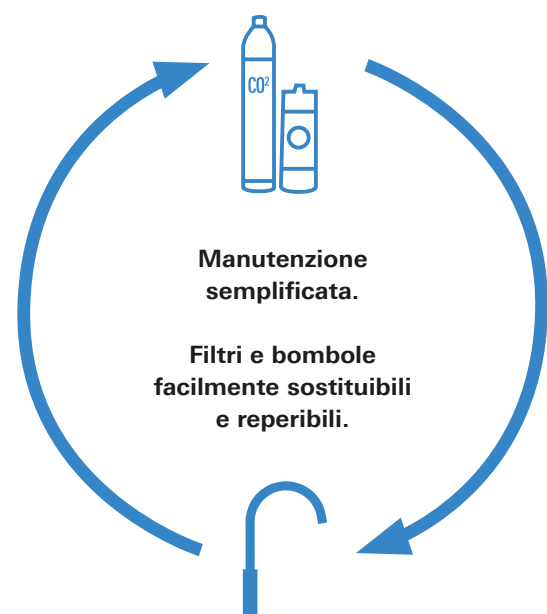 CO²
Manutenzione
semplificata.
Filtri e bombole
facilmente sostituibili
e reperibili.